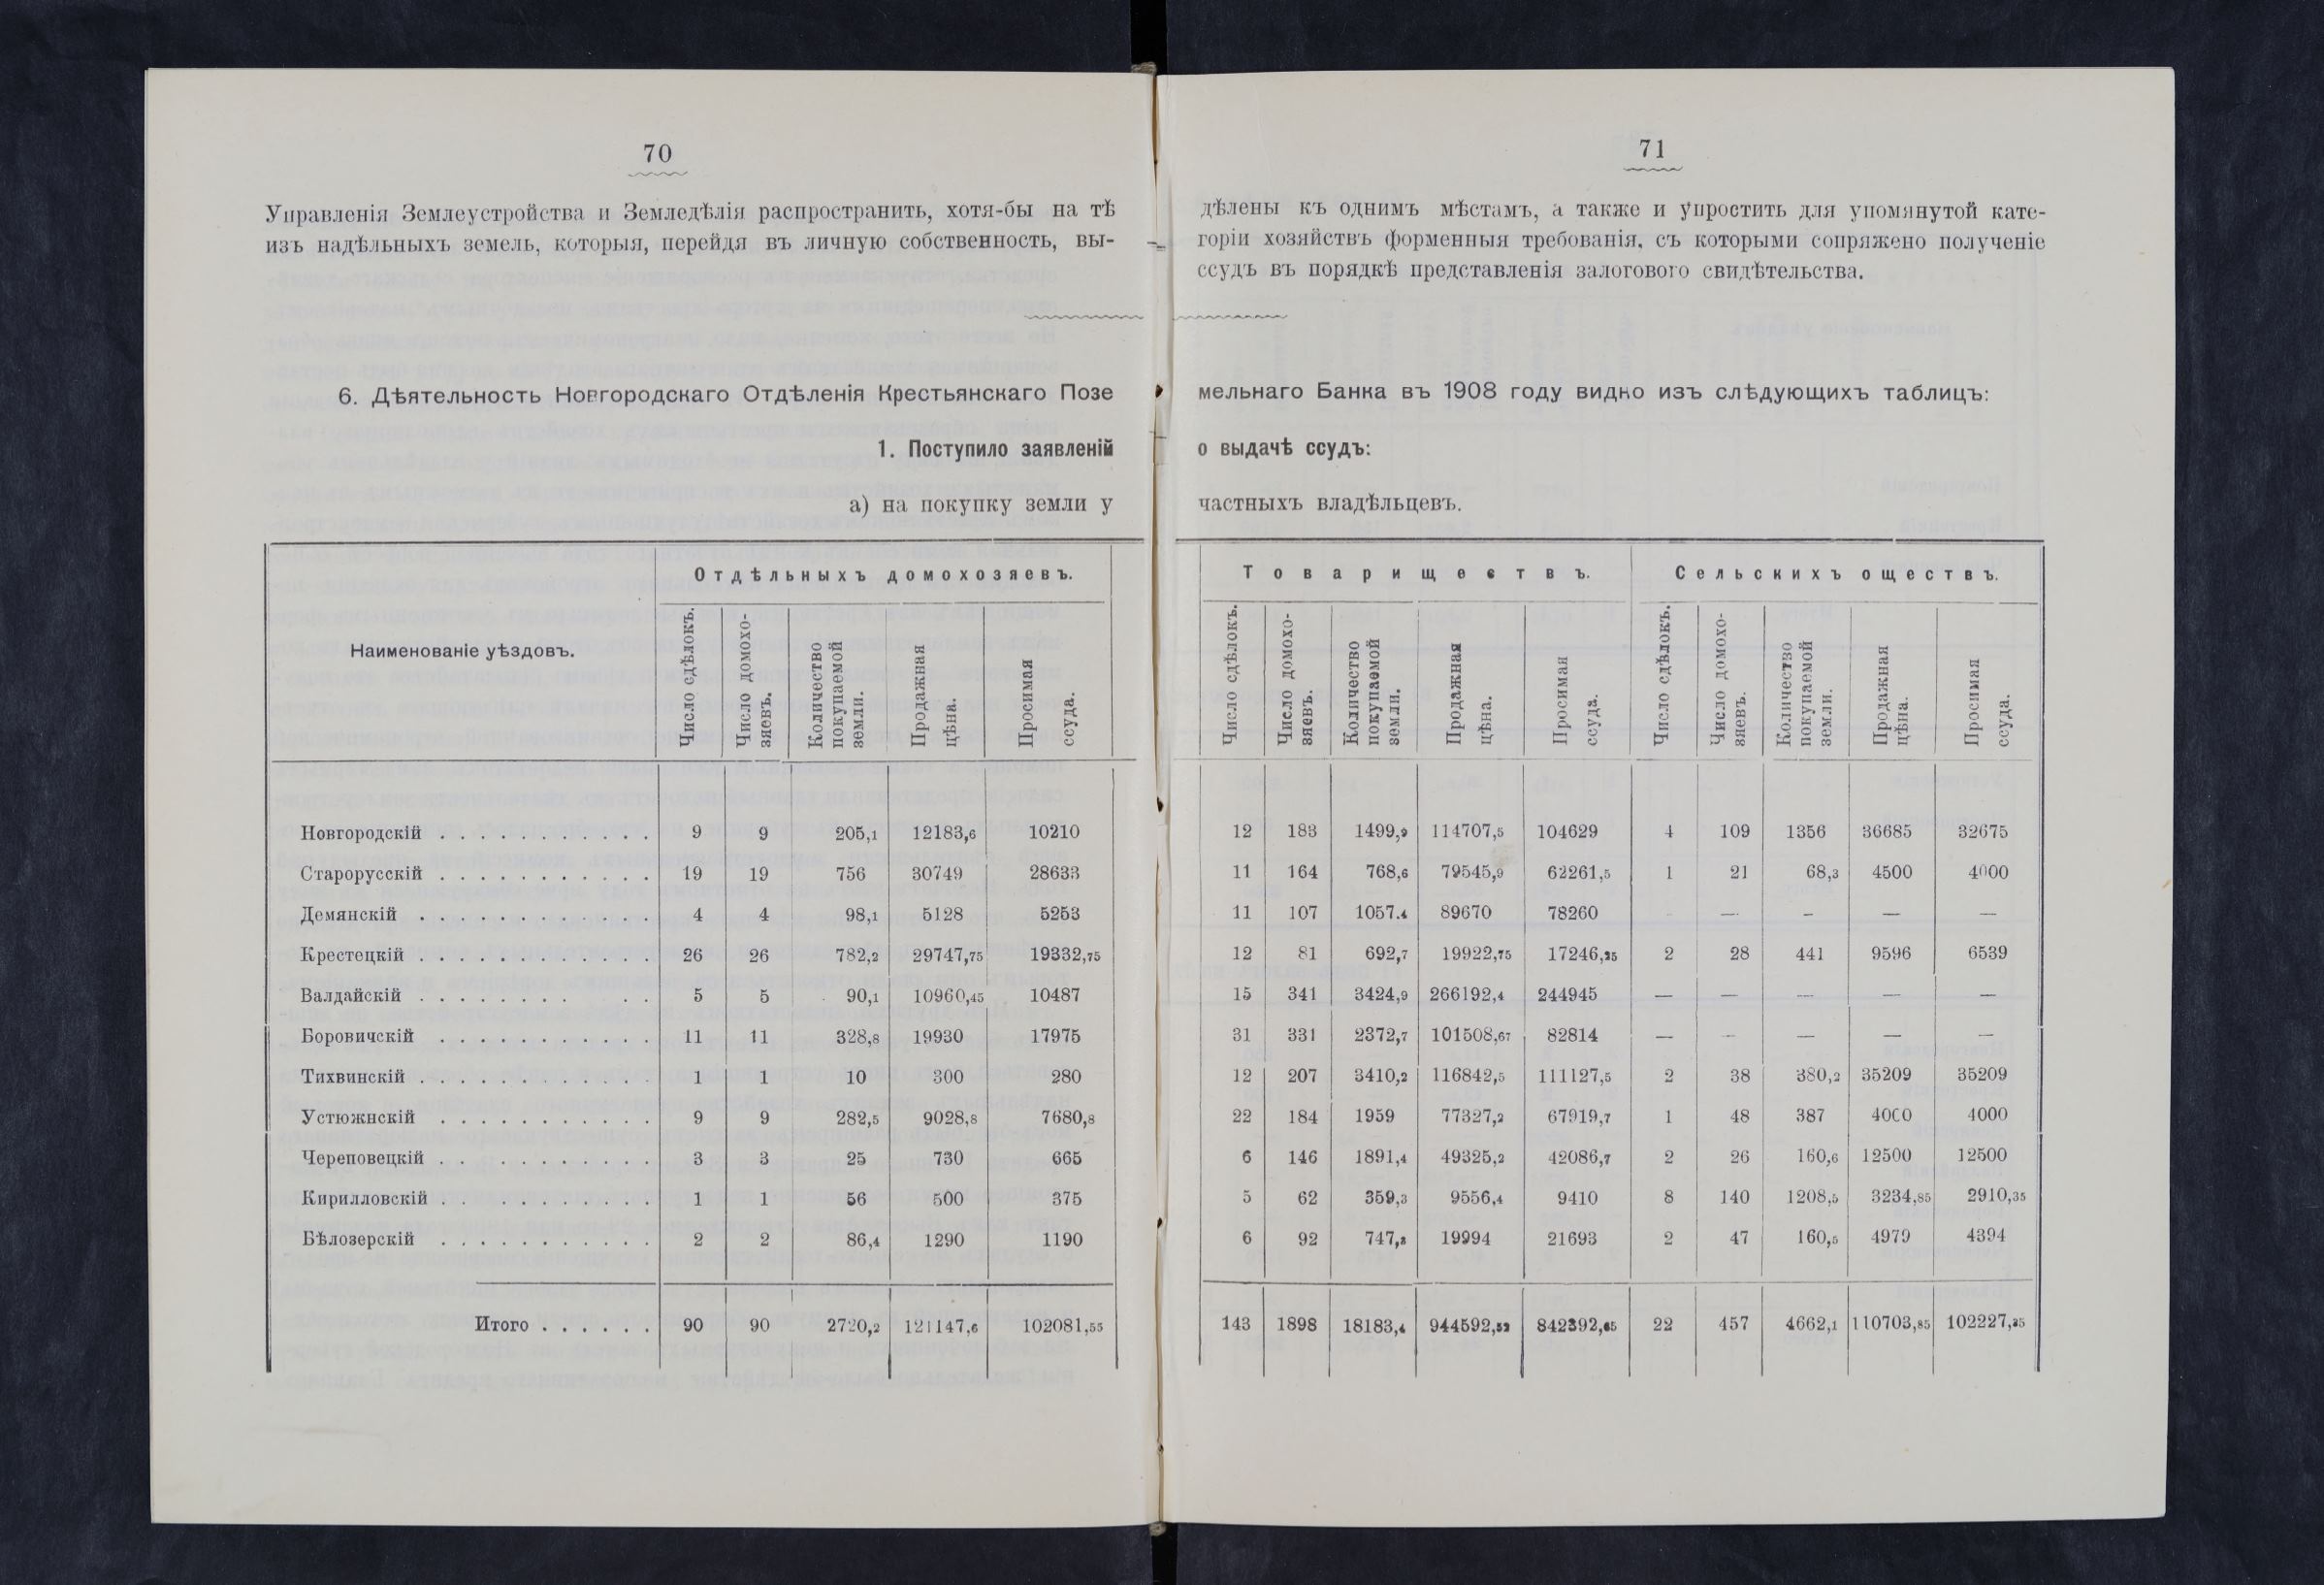 70
Управленія Землеустройства и Земледѣлія распространить, хотя-бы на тѣ
изъ надѣльныхъ земель, которыя, перейдя въ личную собственность, вы-
6. Дѣятельность Новгородскаго Отдѣленія Крестьянскаго Позе
1. Поступило заявленій
а) на покупку земли у
Наименованіе уѣздовъ.
Отдѣльныхъ домохозяевъ.
Число сдѣлокъ.
Число домохо-
зяевъ.
Количество
покупаемой
земли.
Продажная
цѣна.
Просимая
ссуда.
Новгородскій . . . . . . . . . . . 9 9 205,1 12183,6 10210
Старорусскій . . . . . . . . . . . 19 19 756 30749 28633
Демянскій . . . . . . . . . . . . 4 4 98,1 5128 5253
Крестецкій . . . . . . . . . . . . 26 26 782,2 29747,75 19332,75
Валдайскій . . . . . . . . . . 5 5 90,1 10960,45 10487
Боровичскій . . . . . . . . . . . 11 11 328,8 19930 17975
Тихвинскій . . . . . . . . . . . . 1 1 10 300 280
Устюжнскій . . . . . . . . . . . 9 9 282,5 9028,8 7680,8
Череповецкій . . . . . . . . . . . 3 3 25 730 665
Кирилловскій . . . . . . . . . . . 1 1 56 500 375
Бѣлозерскій . . . . . . . . . . . 2 2 86,4 1290 1190
Итого . . . . . . 90 90 2720,2 121147,6 102081,55
71
дѣлены къ однимъ мѣстамъ, а также и упростить для упомянутой кате-
горіи хозяйствъ форменныя требованія, съ которыми сопряжено полученіе
ссудъ въ порядкѣ представленія залогового свидѣтельства.
мельнаго Банка въ 1908 году видно изъ слѣдующихъ таблицъ:
о выдачѣ ссудъ:
частныхъ владѣльцевъ.
Товариществъ.
Сельскихъ оществъ.
Число сдѣлокъ.
Число домохо-
зяевъ.
Количество
покупаемой
земли.
Продажная
цѣна.
Просимая
ссуда.
Число сдѣлокъ.
Число домохо-
зяевъ.
Количество
покупаемой
земли.
Продажная
цѣна.
Просимая
ссуда.
12 183 1499,9 114707,5 104629 4 109 1356 36685 32675
11 164 768,6 79545,9 62261,5 1 21 68,3 4500 4000
11 107 1057.4 89670 78260 - — - — —
12 81 692,7 19922,75 17246,25 2 28 441 9596 6539
15 341 3424,9 266192,4 244945 — — — — —
31 331 2372,7 101508,67 82814 — - — — —
12 207 3410,2 116842,5 111127,5 2 38 380,2 35209 35209
22 184 1959 77327,2 67919,7 1 48 387 4000 4000
6 146 1891,4 49325,2 42086,7 2 26 160,6 12500 12500
5 62 359,3 9556,4 9410 8 140 1208,5 3234,85 2910,35
6 92 747,8 19994 21693 2 47 160,5 4979 4394
143 1898 18183,4 944592,52 842392,65 22 457 4662,1 110703,85 102227,35